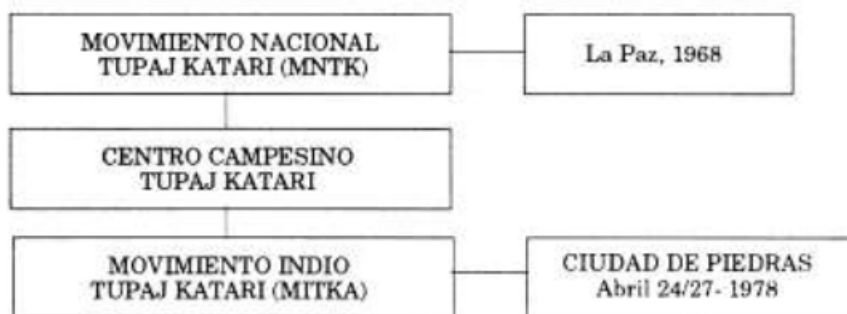 MOVIMIENTO NACIONAL
TUPAJ KATARI (MNTK)
La Paz, 1968
CENTRO CAMPESINO
TUPAJ KATARI
MOVIMIENTO INDIO
TUPAJ KATARI (MITKA)
CIUDAD DE PIEDRAS
Abril 24/27- 1978